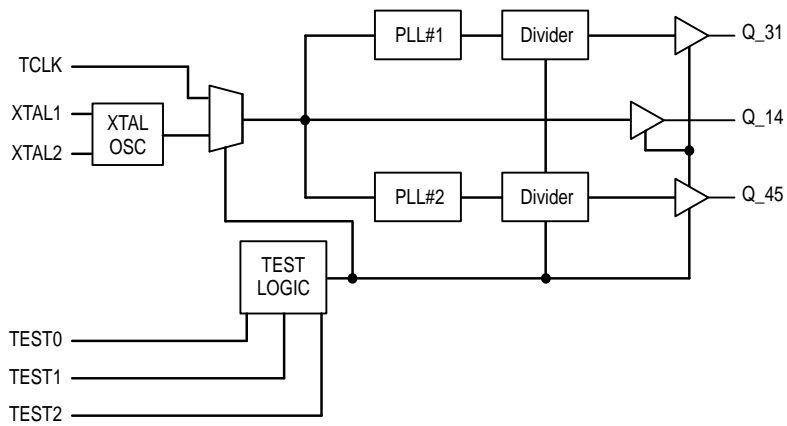 PLL#1
Divider
Q_31
TCLK
XTAL1
XTAL
OSC
XTAL2
Q_14
PLL#2
Divider
Q_45
TEST
LOGIC
TEST0
TEST1
TEST2